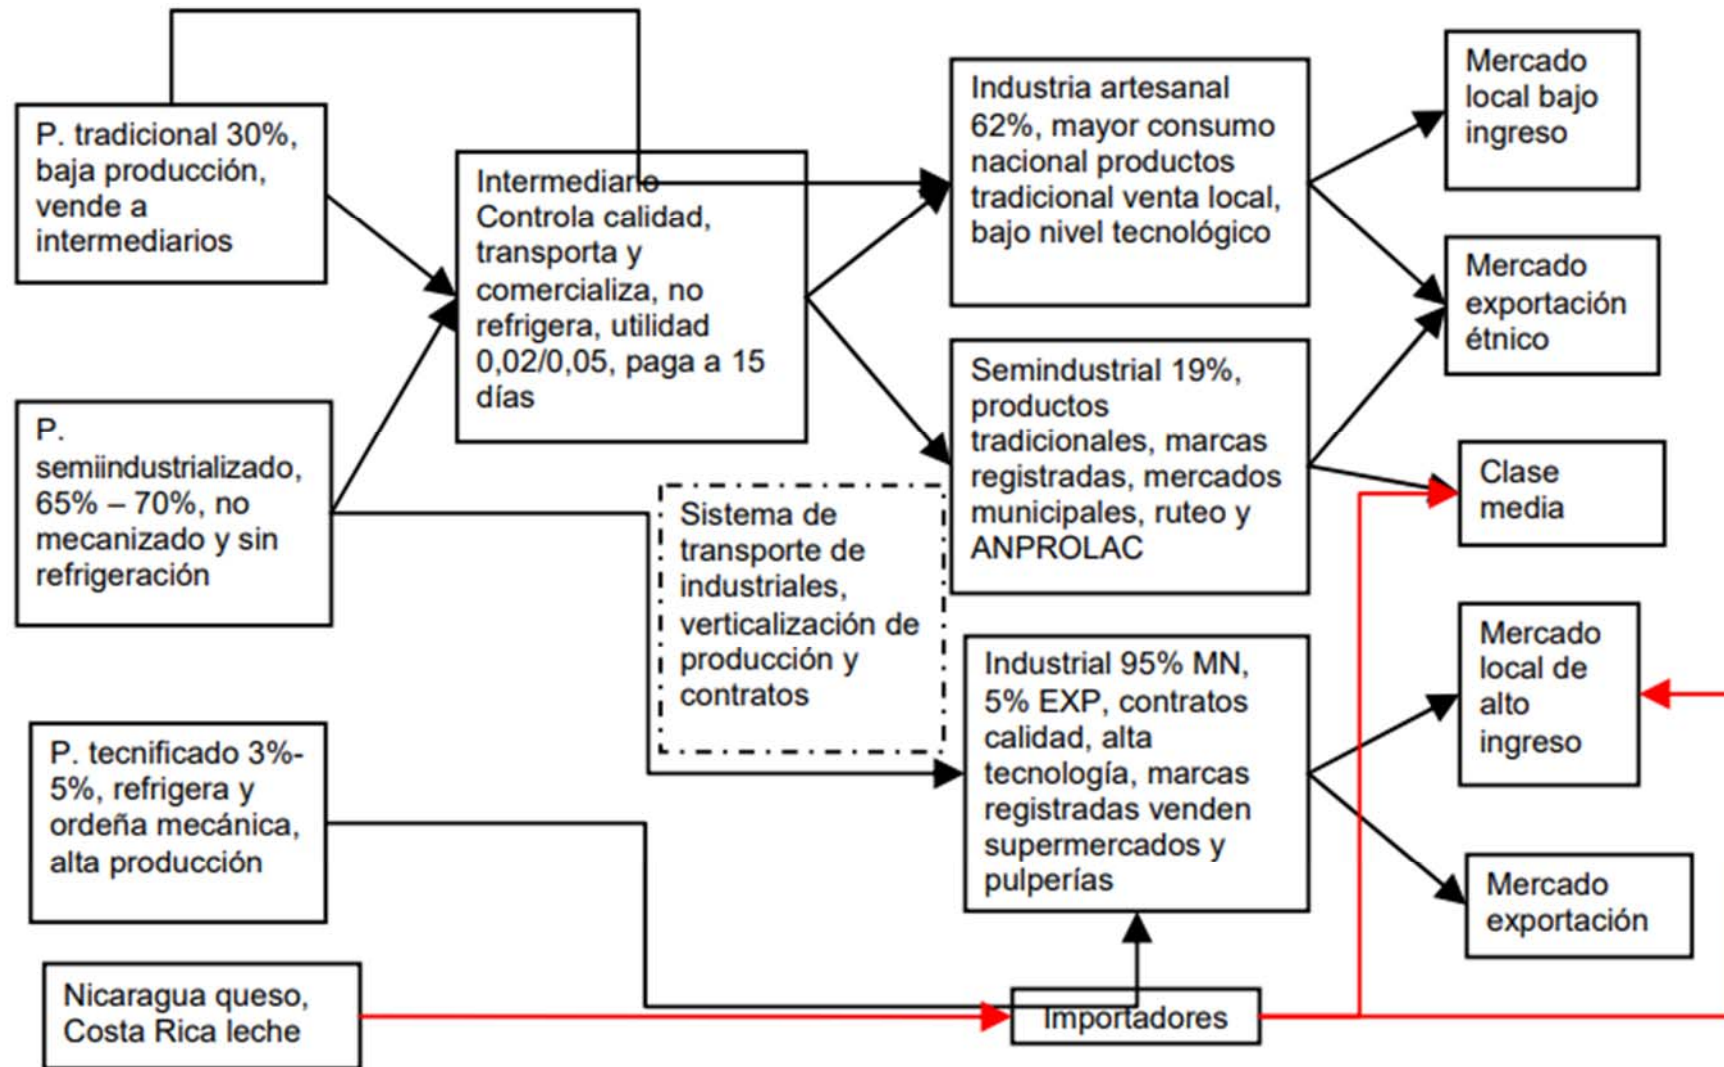 P. tradicional 30%,
baja producción,
vende a
intermediarios
P.
semiindustrializado,
65% – 70%, no
mecanizado y sin
refrigeración
P. tecnificado 3%-
5%, refrigera y
ordeña mecánica,
alta producción
Nicaragua queso,
Costa Rica leche
Intermediario
Controla calidad,
transporta y
comercializa, no
refrigera, utilidad
0,02/0,05, paga a 15
días
Sistema de
transporte de
industriales,
verticalización de
producción y
contratos
Industria artesanal
62%, mayor consumo
nacional productos
tradicional venta local,
bajo nivel tecnológico
Semindustrial 19%,
productos
tradicionales, marcas
registradas, mercados
municipales, ruteo y
ANPROLAC
Industrial 95% MN,
5% EXP, contratos
calidad, alta
tecnología, marcas
registradas venden
supermercados y
pulperías
Importadores
Mercado
local bajo
ingreso
Mercado
exportación
étnico
Clase
media
Mercado
local de
alto
ingreso
Mercado
exportación